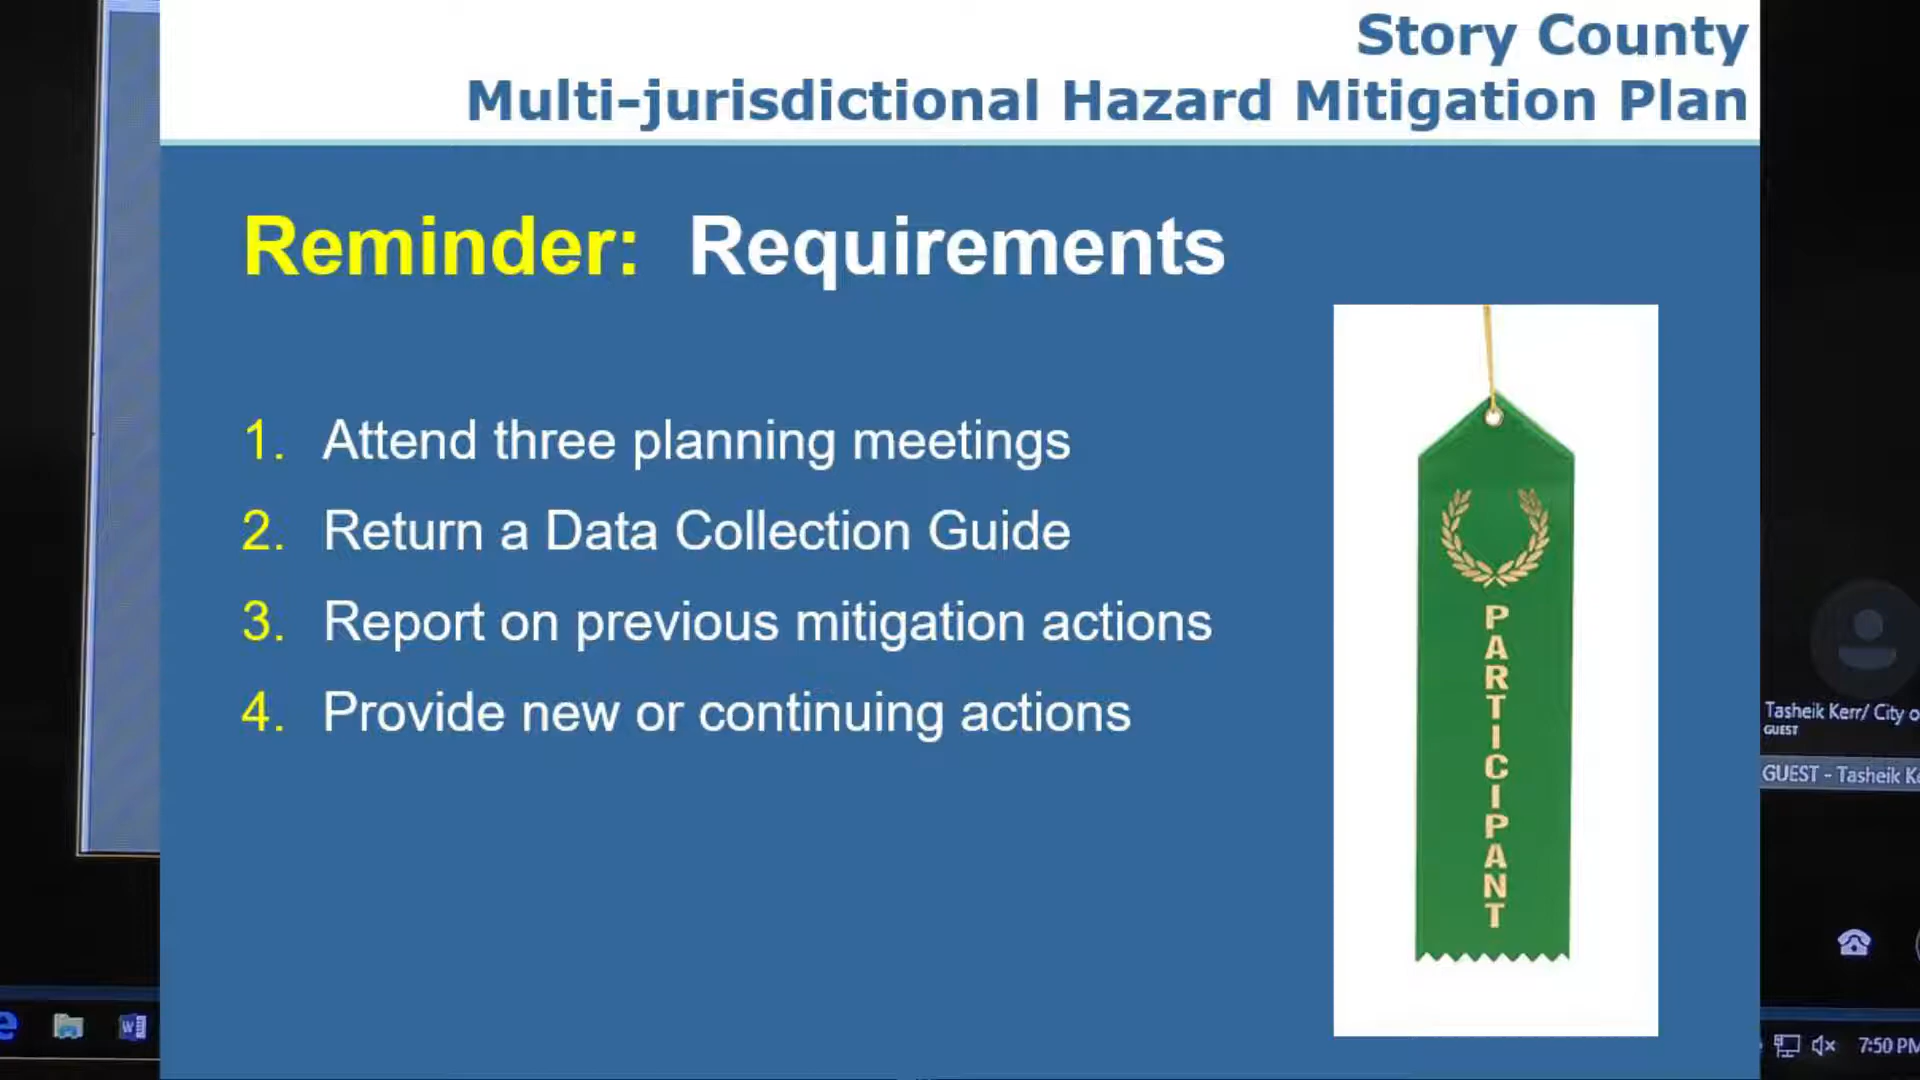 Story County
Multi-jurisdictional Hazard Mitigation Plan
Reminder: Requirements
1. Attend three planning meetings
2. Return a Data Collection Guide
3. Report on previous mitigation actions
4. Provide new or continuing actions
PARTICIPANT
Tasheik Kerr/ City
GUEST
GUEST - Tasheik
7:50 PM